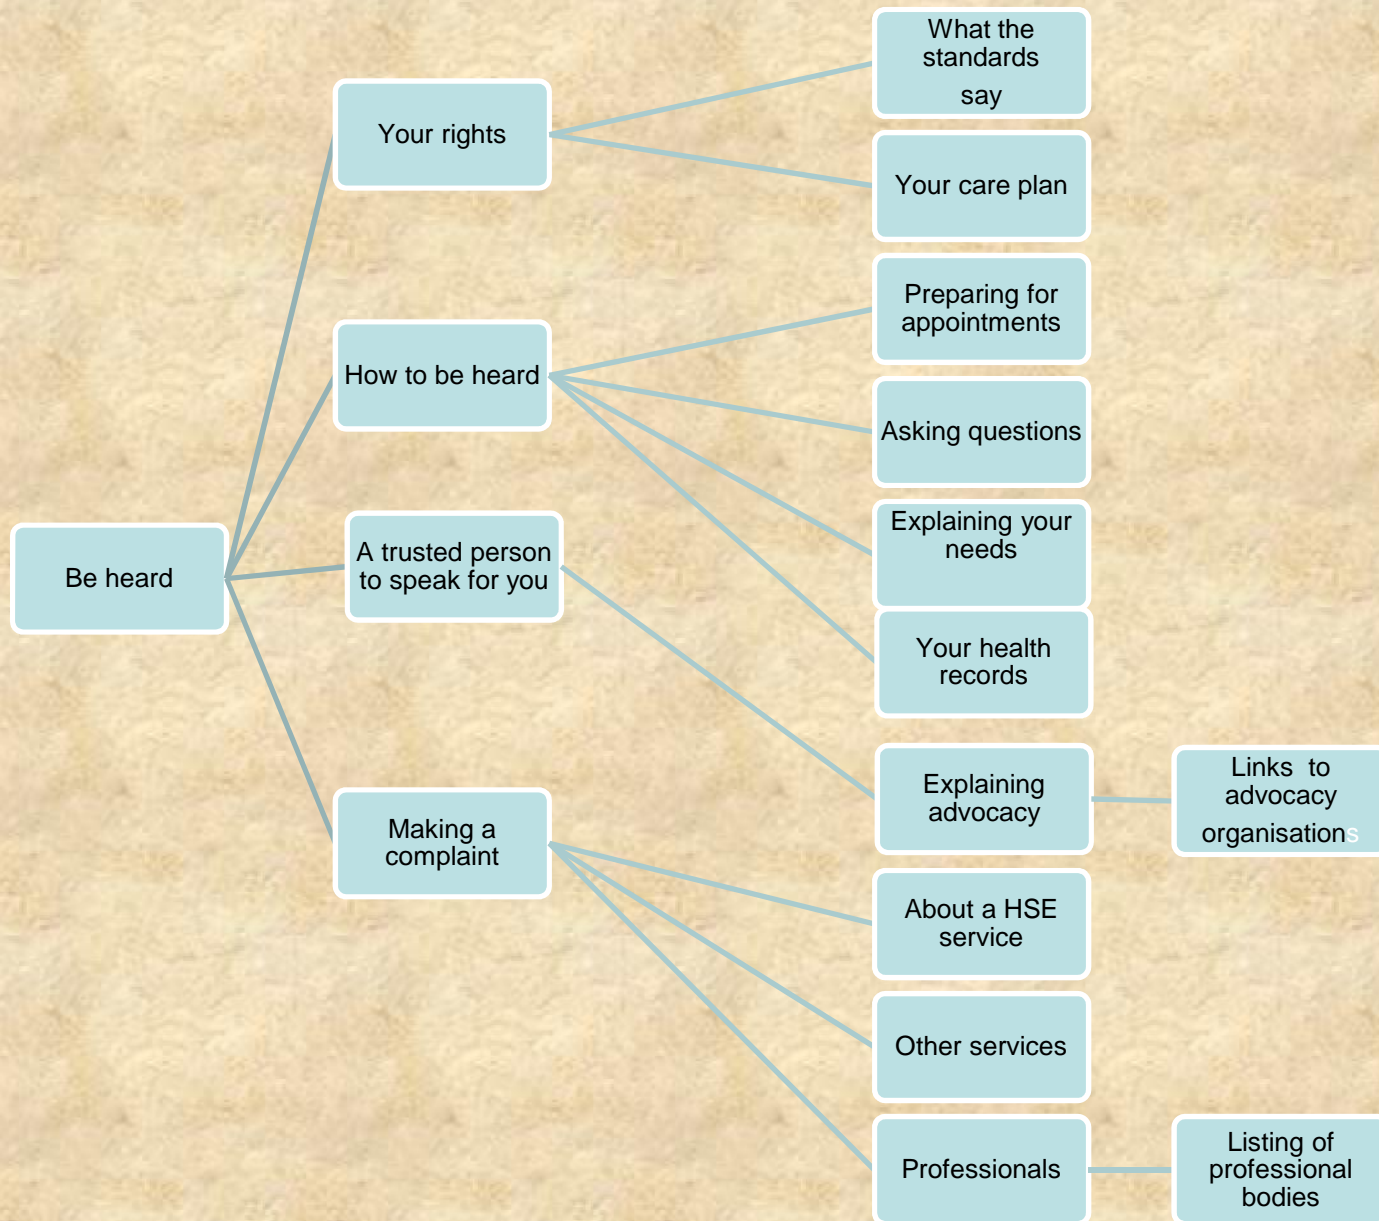 What the
standards
say
Your rights
Your care plan
Preparing for
appointments
How to be heard
Asking questions
Explaining your
needs
A trusted person
to speak for you
Be heard
Your health
records
Explaining
advocacy
Links to
advocacy
organisations
Making a
complaint
About a HSE
service
Other services
Professionals
Listing of
professional
bodies